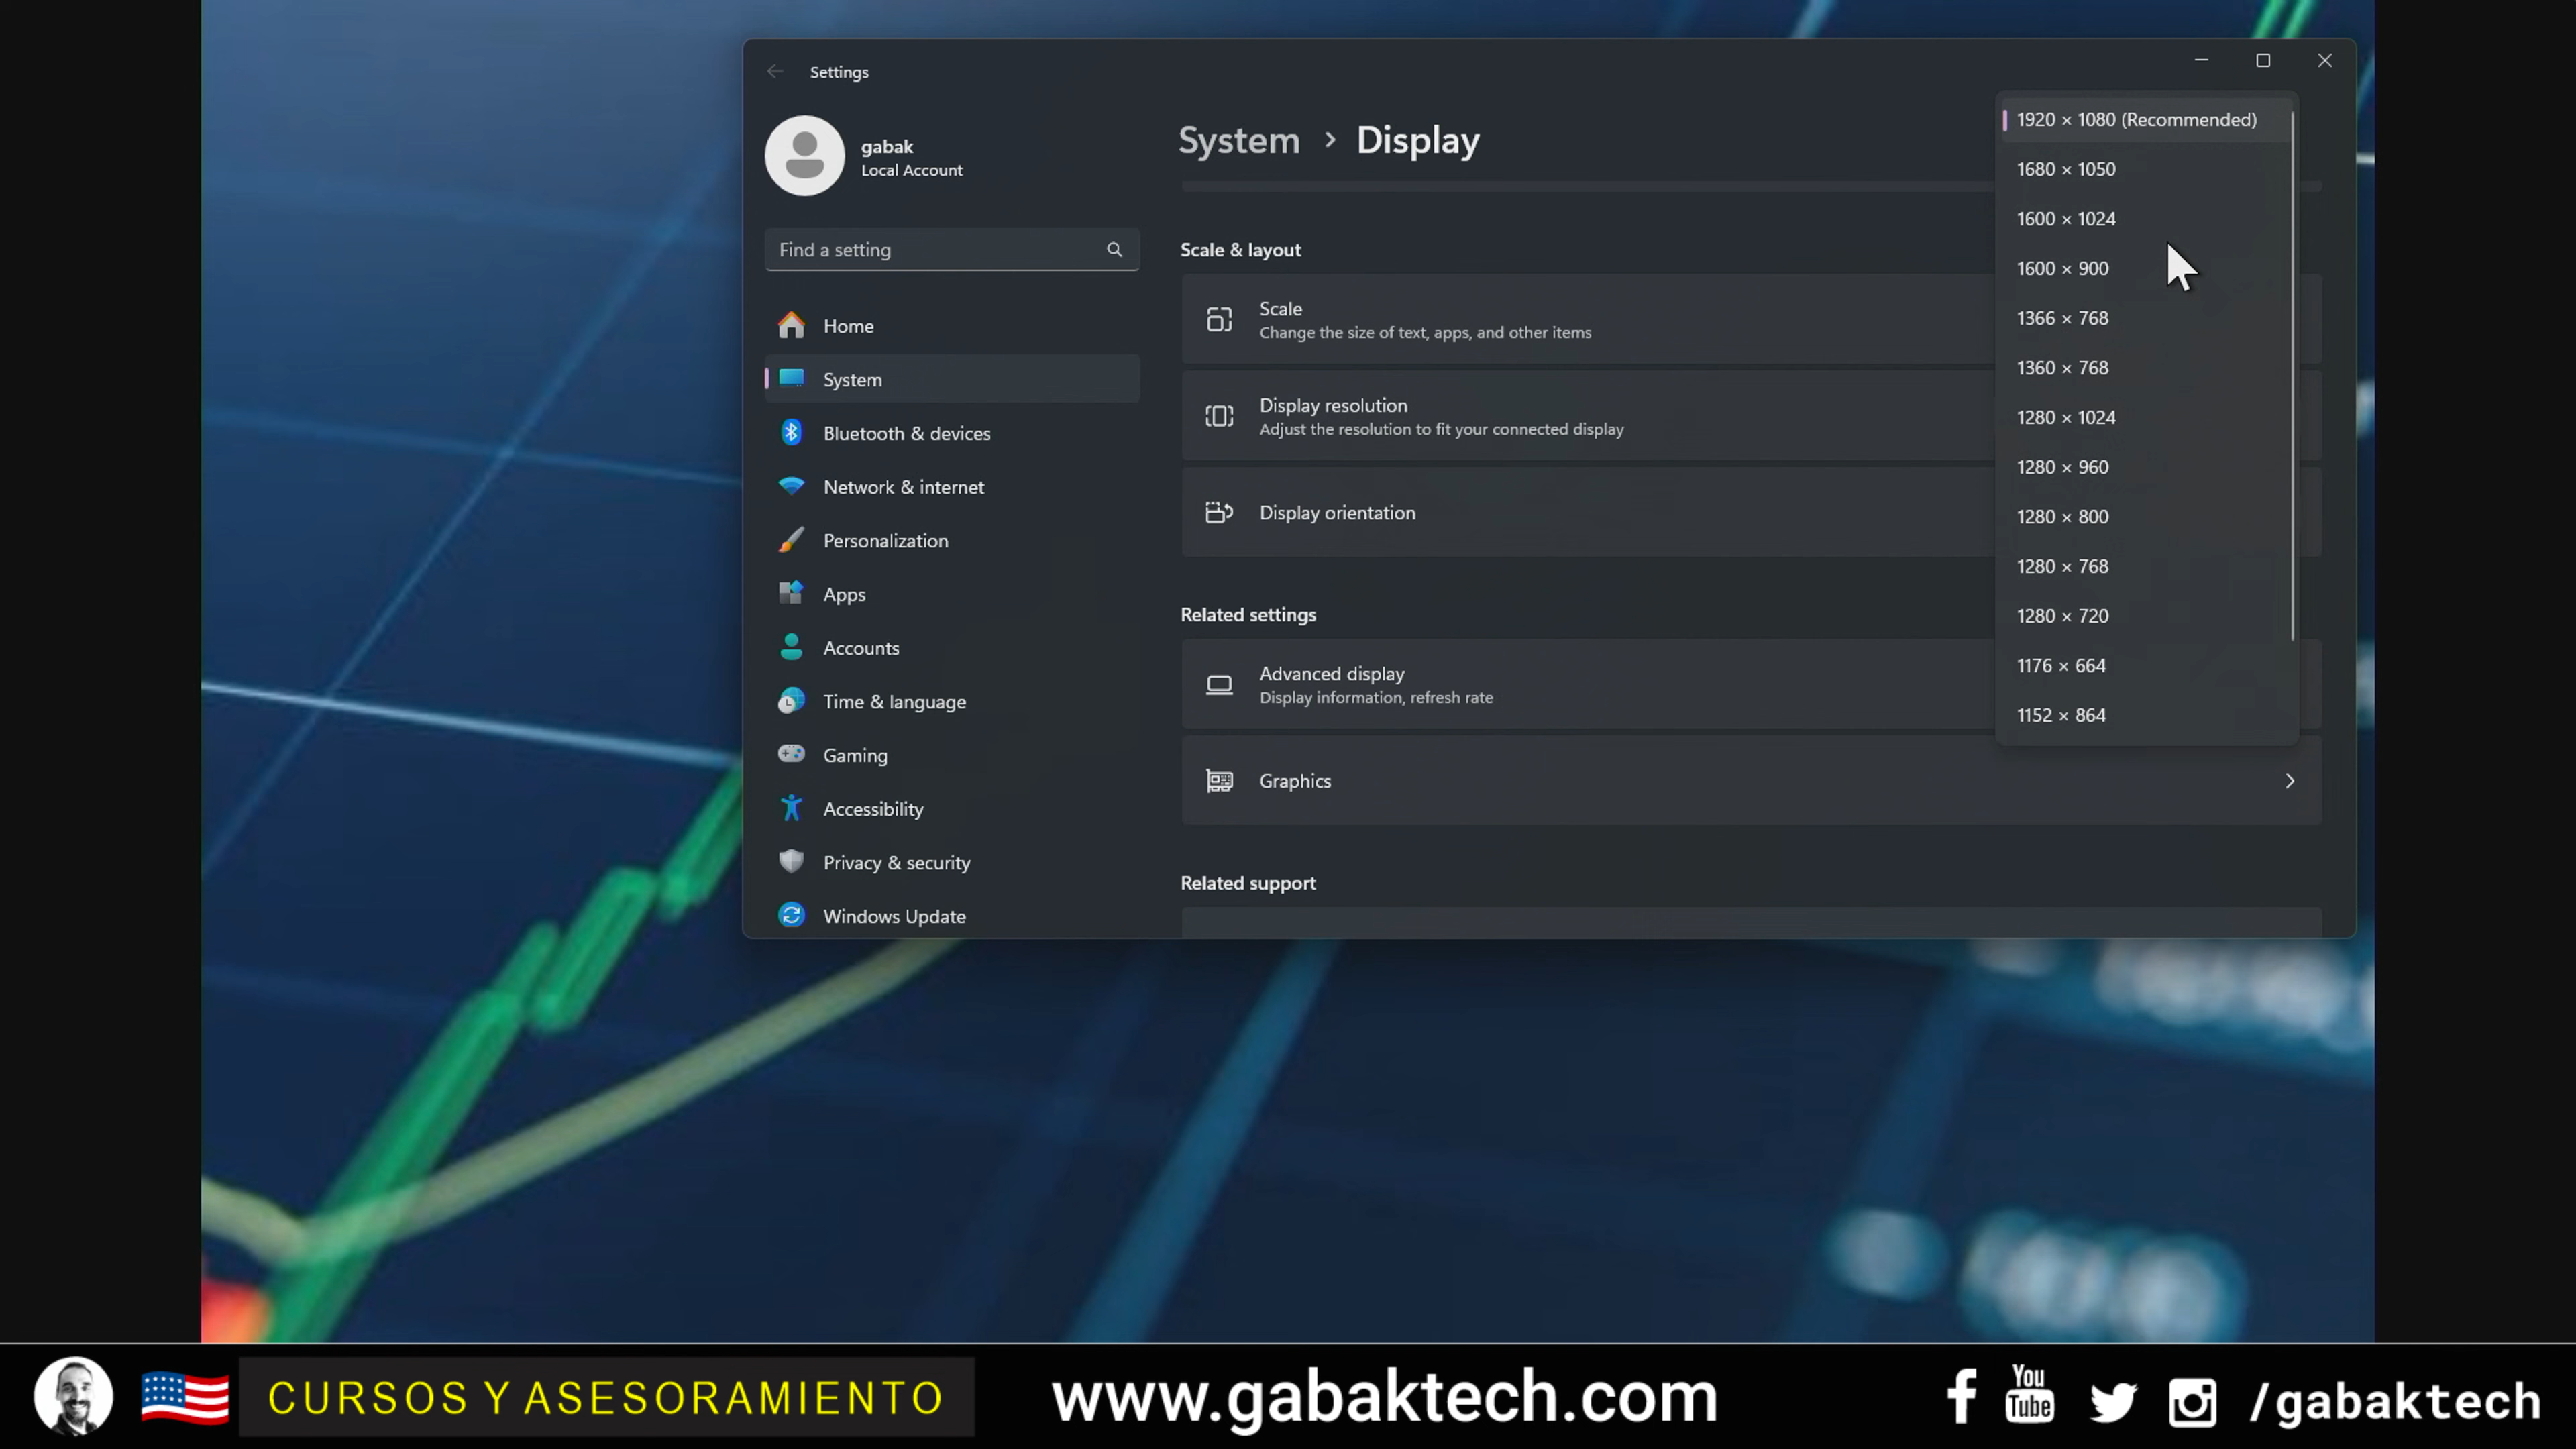 Settings
gabak
Local Account
Find a setting
Home
System
Bluetooth & devices
Network & internet
Personalization
Apps
Accounts
Time & language
Gaming
Accessibility
Privacy & security
Windows Update
System > Display
Scale & layout
Scale
Change the size of text, apps, and other items
Display resolution
Adjust the resolution to fit your connected display
Display orientation
Related settings
Advanced display
Display information, refresh rate
Graphics
Related support
1920 × 1080 (Recommended)
1680 × 1050
1600 × 1024
1600 × 900
1366 × 768
1360 × 768
1280 × 1024
1280 × 960
1280 × 800
1280 × 768
1280 × 720
1176 × 664
1152 × 864
CURSOS Y ASESORAMIENTO
www.gabaktech.com
You
Tube
/gabaktech